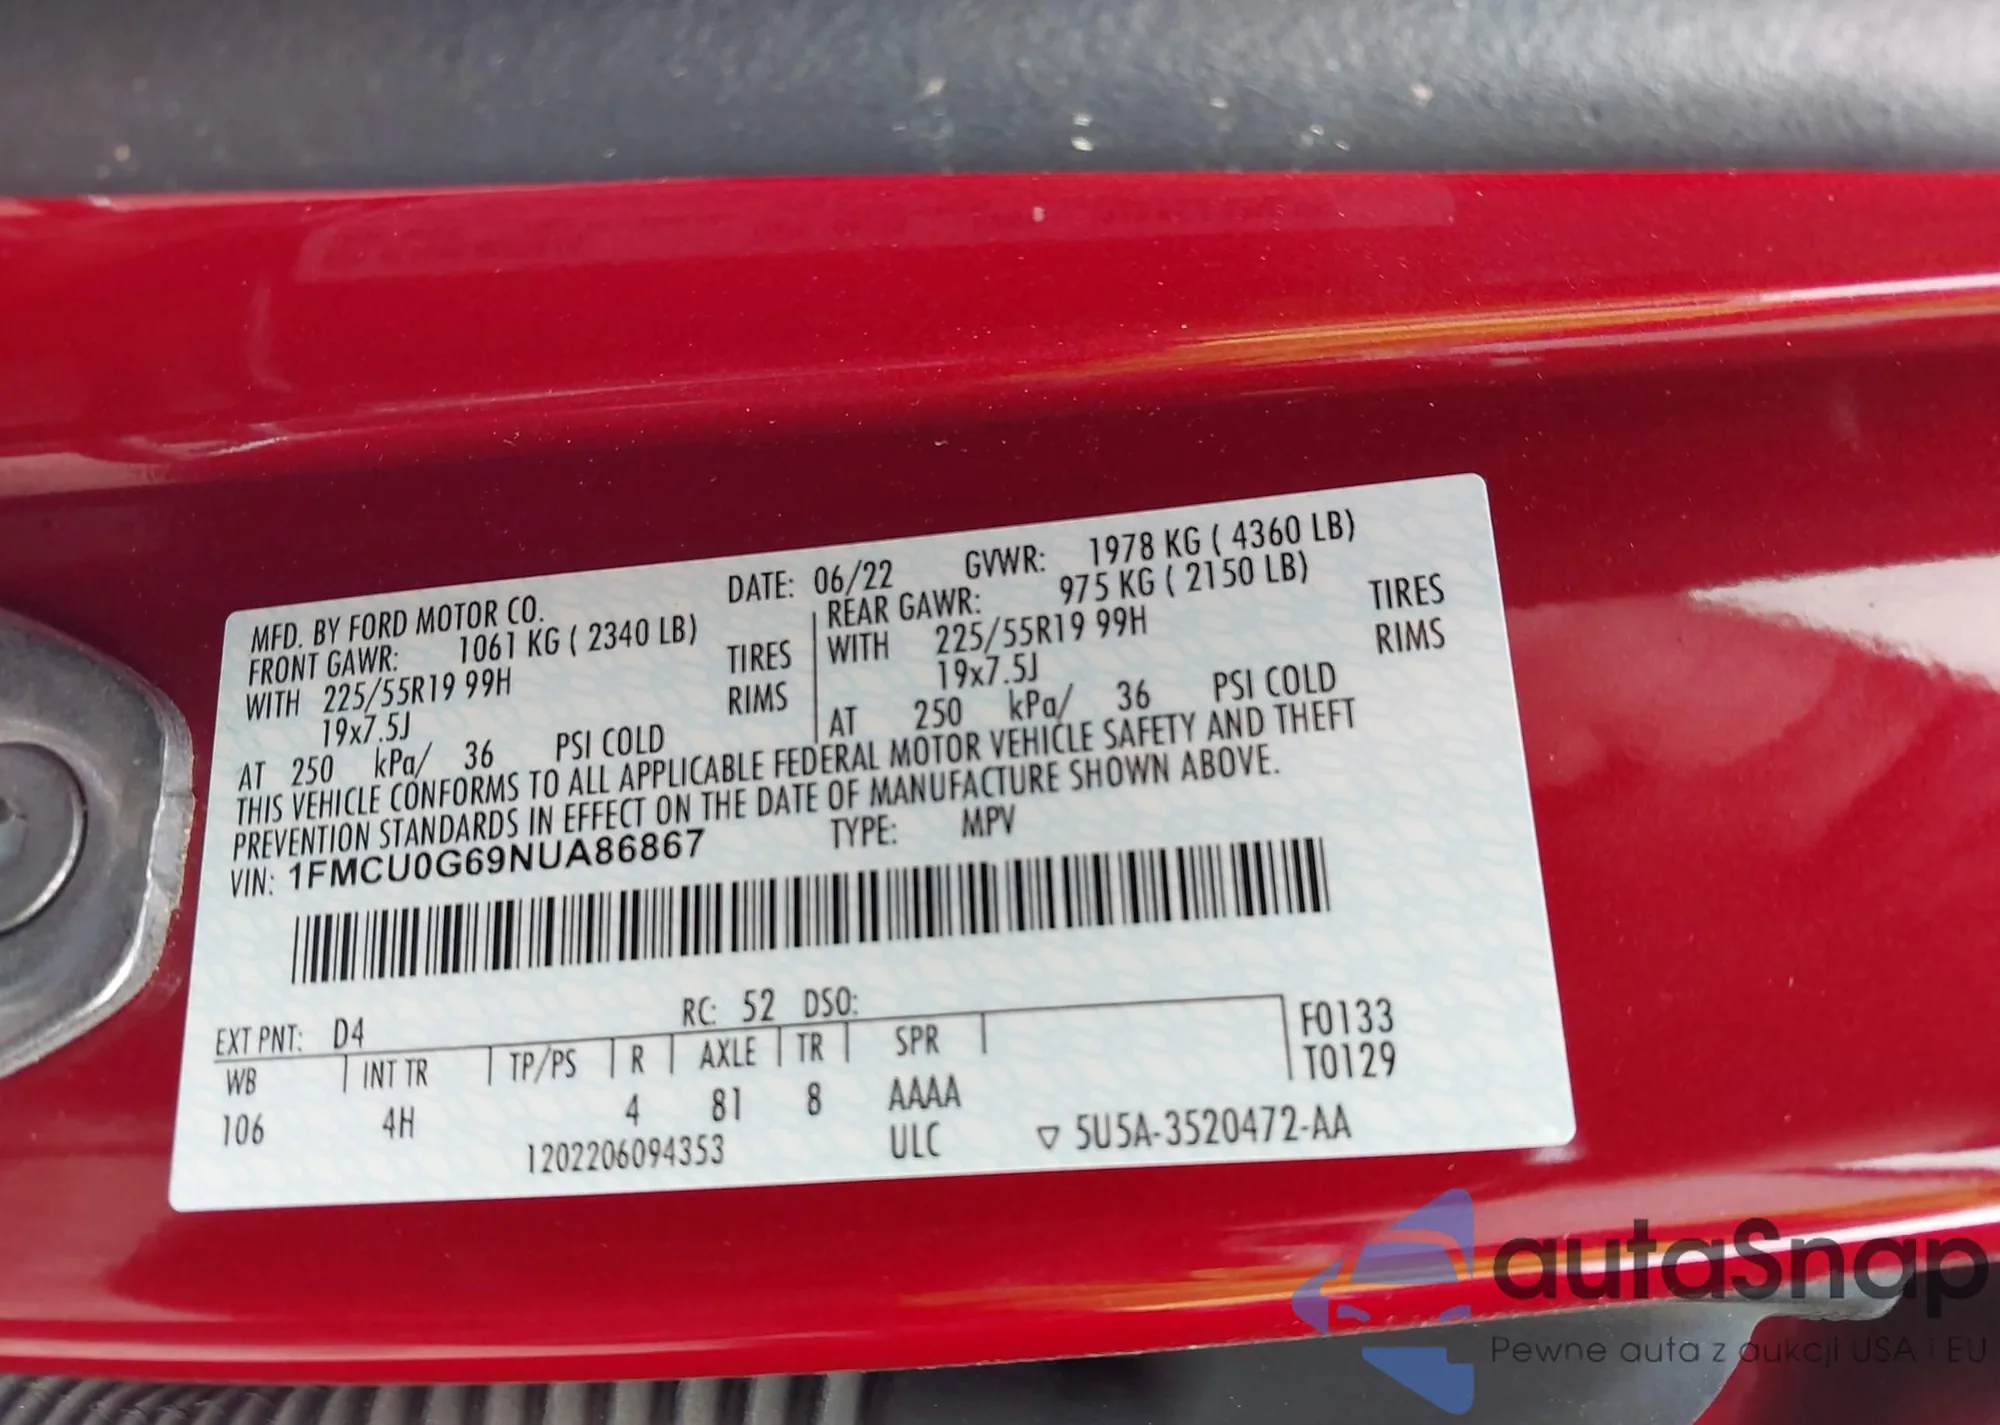 MFD. BY FORD MOTOR CO. DATE: 06/22 GVWR: 1978 KG ( 4360 LB)
FRONT GAWR: 1061 KG ( 2340 LB) REAR GAWR: 975 KG ( 2150 LB)
WITH 225/55R19 99H TIRES WITH 225/55R19 99H TIRES
19x7.5J RIMS 19x7.5J RIMS
AT 250 kPa/ 36 PSI COLD AT 250 kPa/ 36 PSI COLD
THIS VEHICLE CONFORMS TO ALL APPLICABLE FEDERAL MOTOR VEHICLE SAFETY AND THEFT
PREVENTION STANDARDS IN EFFECT ON THE DATE OF MANUFACTURE SHOWN ABOVE.
VIN: 1FMCU0G69NUA86867 TYPE: MPV
EXT PNT: D4 RC: 52 DSO: F0133
WB INT TR TP/PS R AXLE TR SPR T0129
106 4H 4 81 8 AAAA
1202206094353 ULC ▽ 5U5A-3520472-AA
autaSnap
Pewne auta z aukcji USA i EU